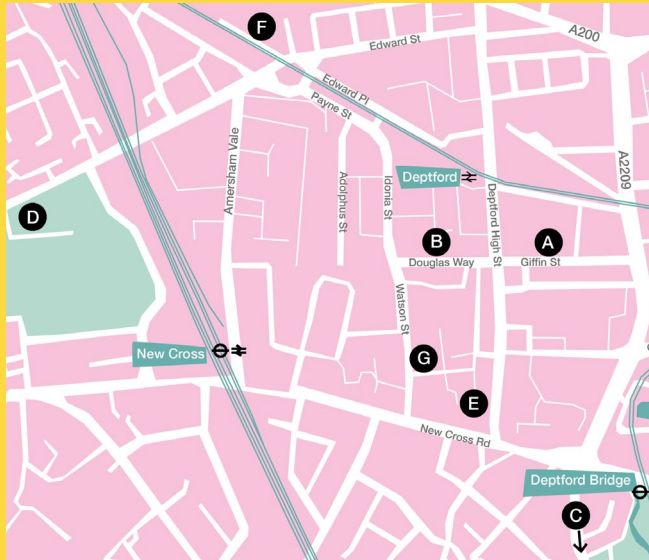 F
Edward St
A200
Edward Pl
Payne St
A2209
Amersham Vale
Adolphus St
Idonia St
Deptford
Deptford High St
D
B
A
Douglas Way
Giffin St
Watson St
New Cross
G
E
New Cross Rd
Deptford Bridge
C